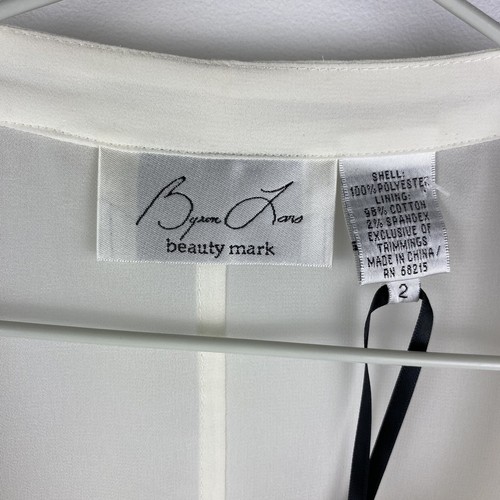 Byron Lars
beauty mark
SHELL:
100% POLYESTER
LINING:
98% COTTON
2% SPANDEX
EXCLUSIVE OF
TRIMMINGS
MADE IN CHINA/
RN 68215
2